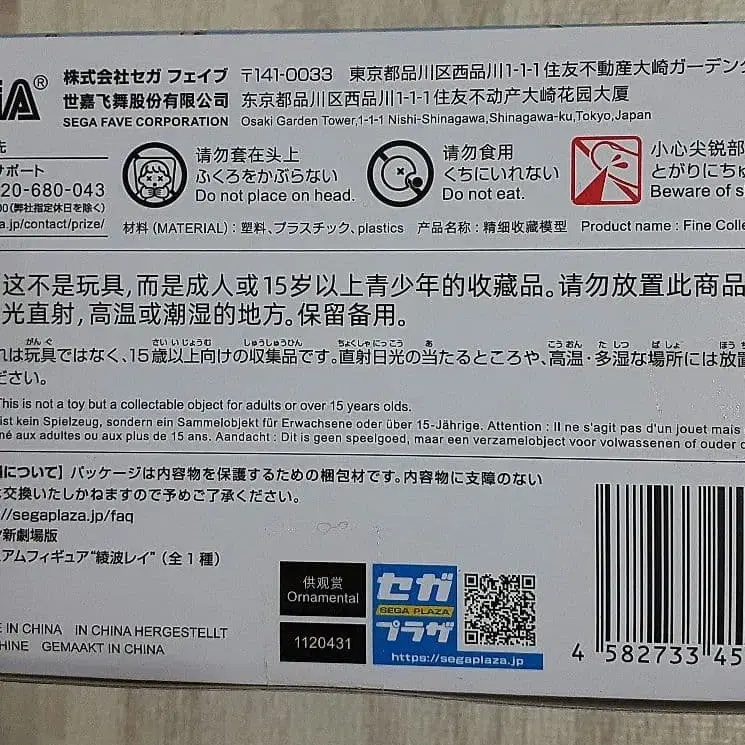 GA®
株式会社セガ フェイブ 〒141-0033 東京都品川区西品川1-1-1住友不動産大崎ガーデンタ
世嘉飞舞股份有限公司 东京都品川区西品川1-1-1住友不动产大崎花园大厦
SEGA FAVE CORPORATION Osaki Garden Tower,1-1-1 Nishi-Shinagawa,Shinagawa-ku,Tokyo,Japan
先
サポート
20-680-043
00(弊社指定休日を除く)
a.jp/contact/prize/
请勿套在头上
ふくろをかぶらない
Do not place on head.
请勿食用
くちにいれない
Do not eat.
小心尖锐部
とがりにち
Beware of s
材料(MATERIAL):塑料、プラスチック、plastics 产品名称:精细收藏模型 Product name : Fine Colle
这不是玩具,而是成人或15岁以上青少年的收藏品。请勿放置此商品
光直射,高温或潮湿的地方。保留备用。
れは玩具ではなく、15歳以上向けの収集品です。直射日光の当たるところや、高温・多湿な場所には放置
ださい。
This is not a toy but a collectable object for adults or over 15 years olds.
ist kein Spielzeug, sondern ein Sammelobjekt für Erwachsene oder über 15-Jährige. Attention : Il ne s'agit pas d'un jouet mais
né aux adultes ou aux plus de 15 ans. Aandacht : Dit is geen speelgoed, maar een verzamelobject voor volwassenen of ouder d
について】パッケージは内容物を保護するための梱包材です。内容物に支障のない
交換いたしかねますので予めご了承ください。
//segaplaza.jp/faq
新劇場版
アムフィギュア“綾波レイ”(全1種)
供观赏
Ornamental
1120431
セガ
SEGA PLAZA
プラザ
https://segaplaza.jp
E IN CHINA IN CHINA HERGESTELLT
HINE GEMAAKT IN CHINA
4 582733 45